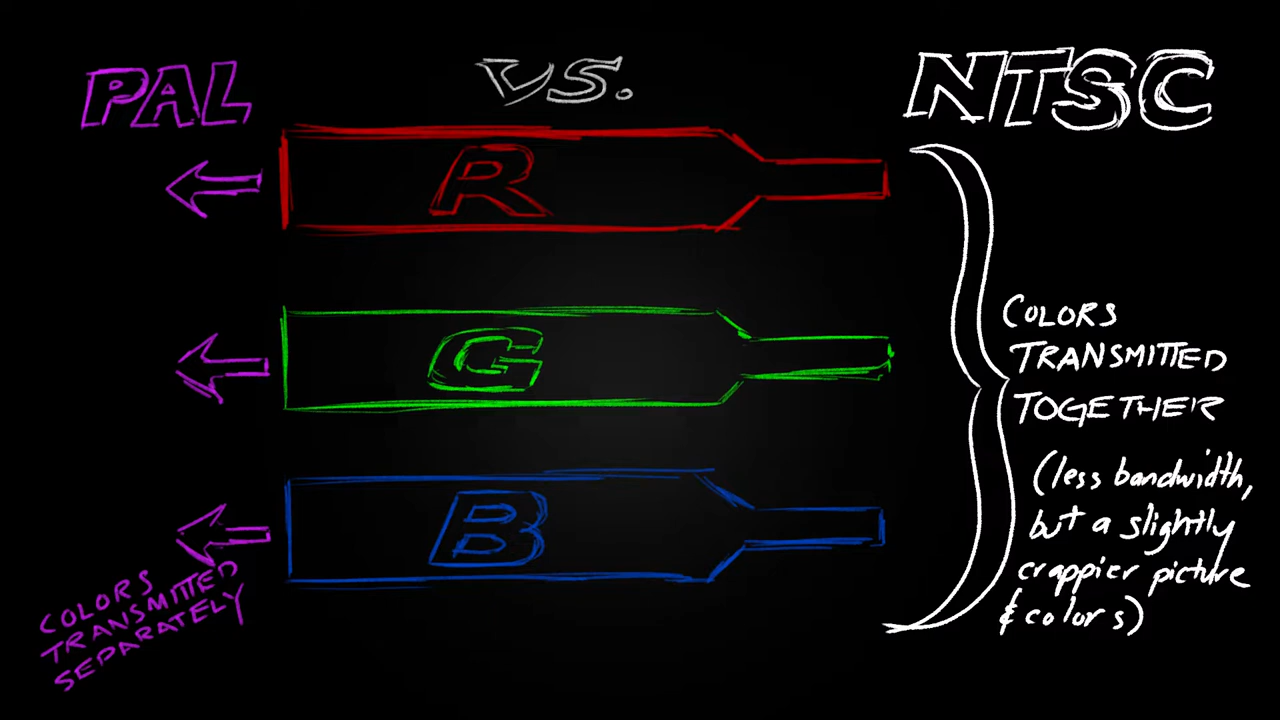 PAL VS. NTSC
R
G
B
COLORS
TRANSMITTED
SEPARATELY
COLORS
TRANSMITTED
TOGETHER
(less bandwidth,
but a slightly
crappier picture
& colors)